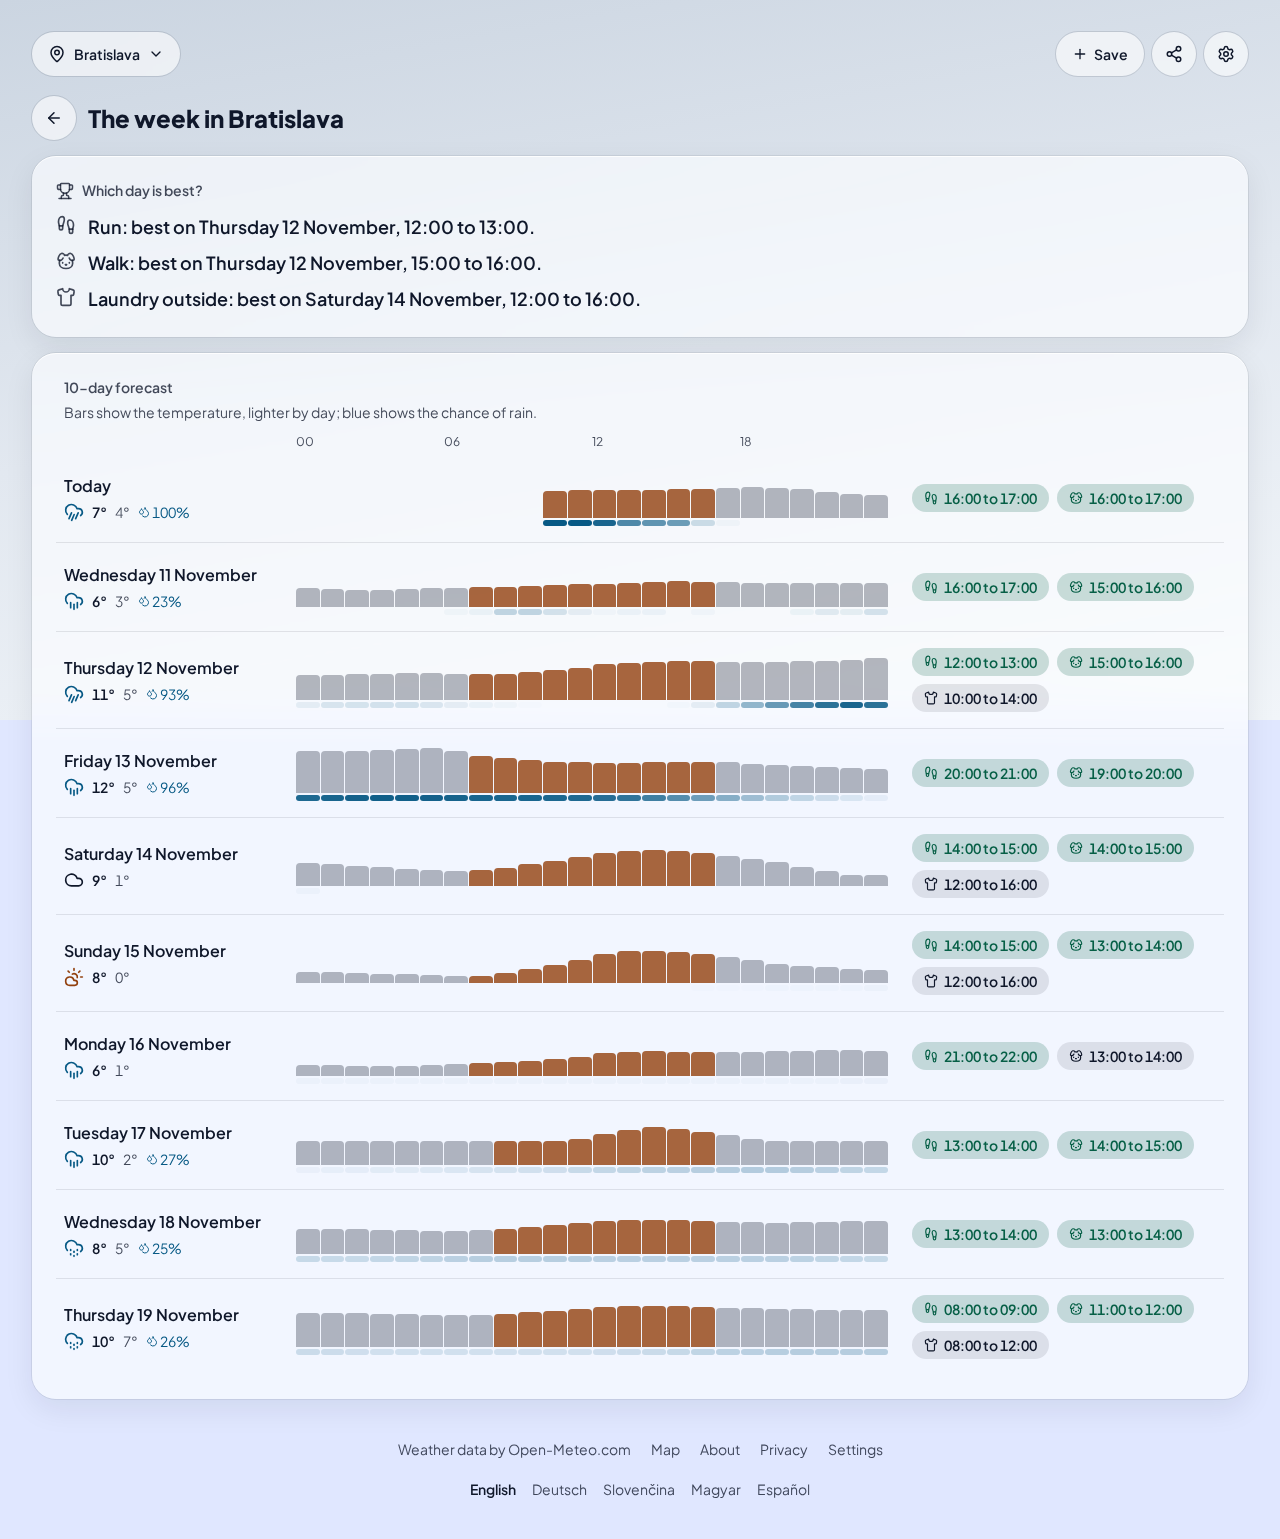 Bratislava
Save
The week in Bratislava
Which day is best?
Run: best on Thursday 12 November, 12:00 to 13:00.
Walk: best on Thursday 12 November, 15:00 to 16:00.
Laundry outside: best on Saturday 14 November, 12:00 to 16:00.
10-day forecast
Bars show the temperature, lighter by day; blue shows the chance of rain.
00 06 12 18
Today
7° 4° 100%
16:00 to 17:00 16:00 to 17:00
Wednesday 11 November
6° 3° 23%
16:00 to 17:00 15:00 to 16:00
Thursday 12 November
11° 5° 93%
12:00 to 13:00 15:00 to 16:00
10:00 to 14:00
Friday 13 November
12° 5° 96%
20:00 to 21:00 19:00 to 20:00
Saturday 14 November
9° 1°
14:00 to 15:00 14:00 to 15:00
12:00 to 16:00
Sunday 15 November
8° 0°
14:00 to 15:00 13:00 to 14:00
12:00 to 16:00
Monday 16 November
6° 1°
21:00 to 22:00 13:00 to 14:00
Tuesday 17 November
10° 2° 27%
13:00 to 14:00 14:00 to 15:00
Wednesday 18 November
8° 5° 25%
13:00 to 14:00 13:00 to 14:00
Thursday 19 November
10° 7° 26%
08:00 to 09:00 11:00 to 12:00
08:00 to 12:00
Weather data by Open-Meteo.com Map About Privacy Settings
English Deutsch Slovenčina Magyar Español